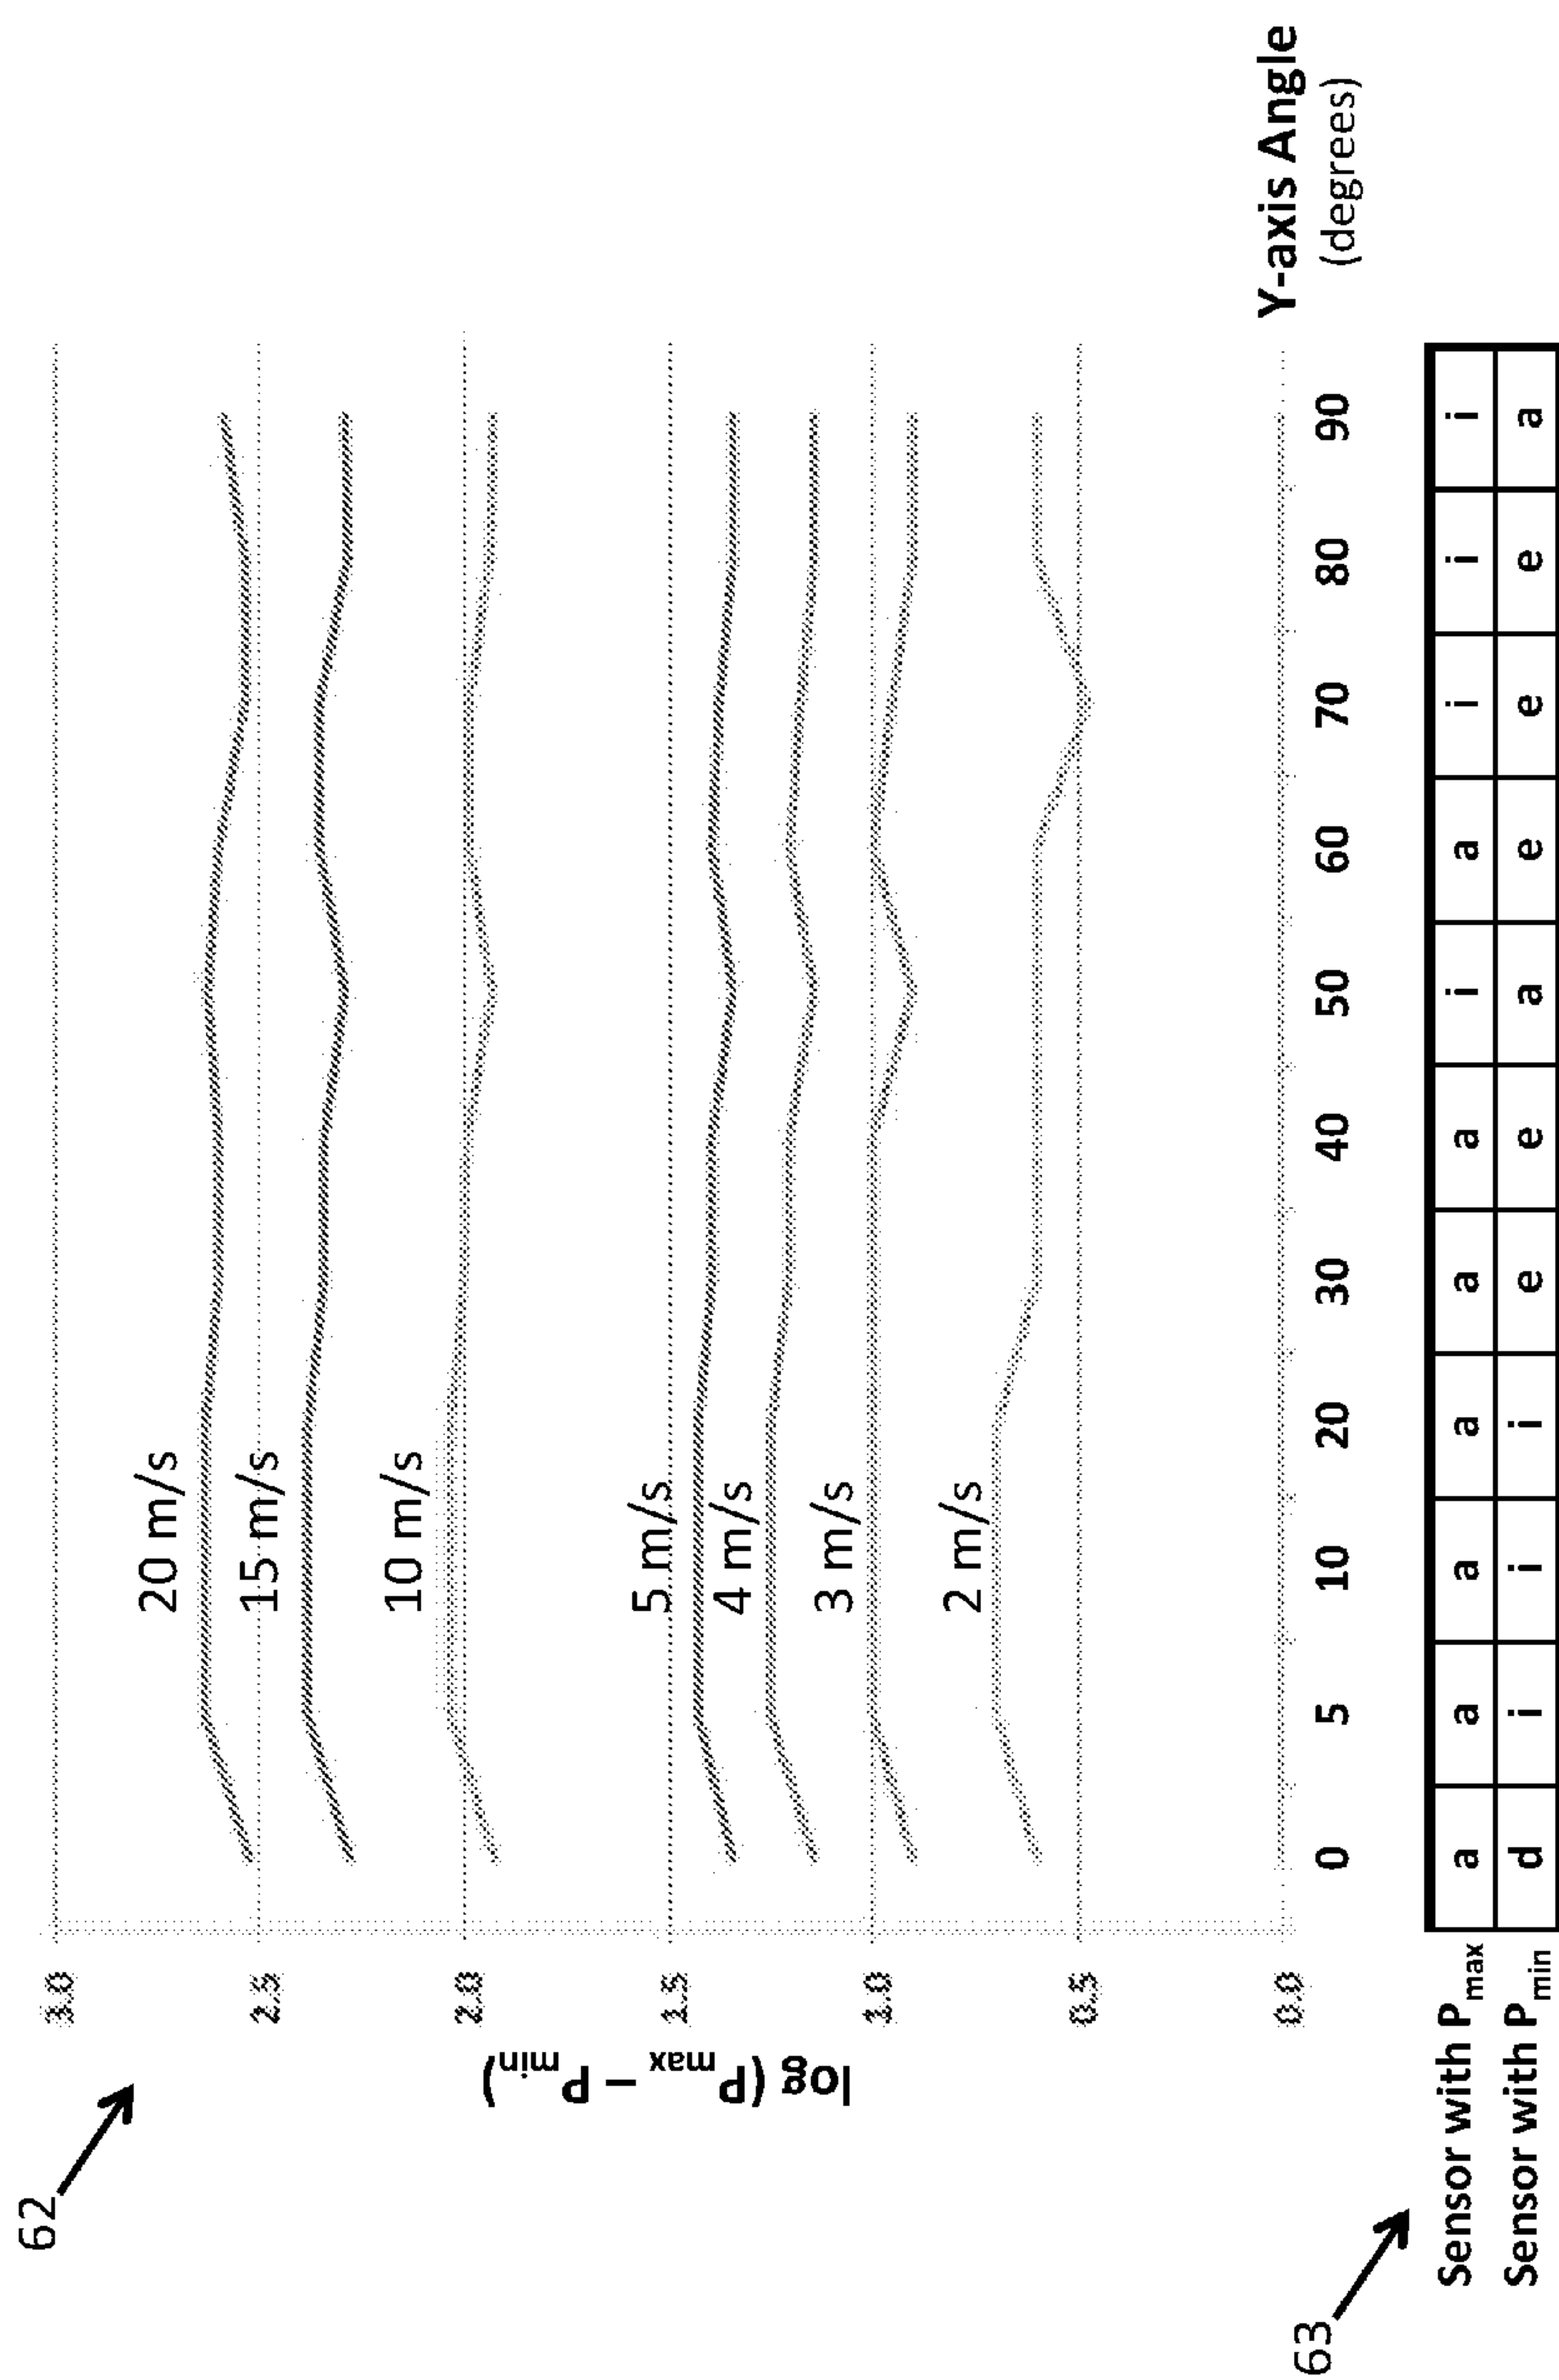 62
log (Pmax – Pmin)
3.0
2.5
2.0
1.5
1.0
0.5
0.0
20 m/s
15 m/s
10 m/s
5 m/s
4 m/s
3 m/s
2 m/s
0 5 10 20 30 40 50 60 70 80 90
Y-axis Angle
(degrees)
63
Sensor with Pmax a a a a a a i a i i i
Sensor with Pmin d i i i e e a e e e a